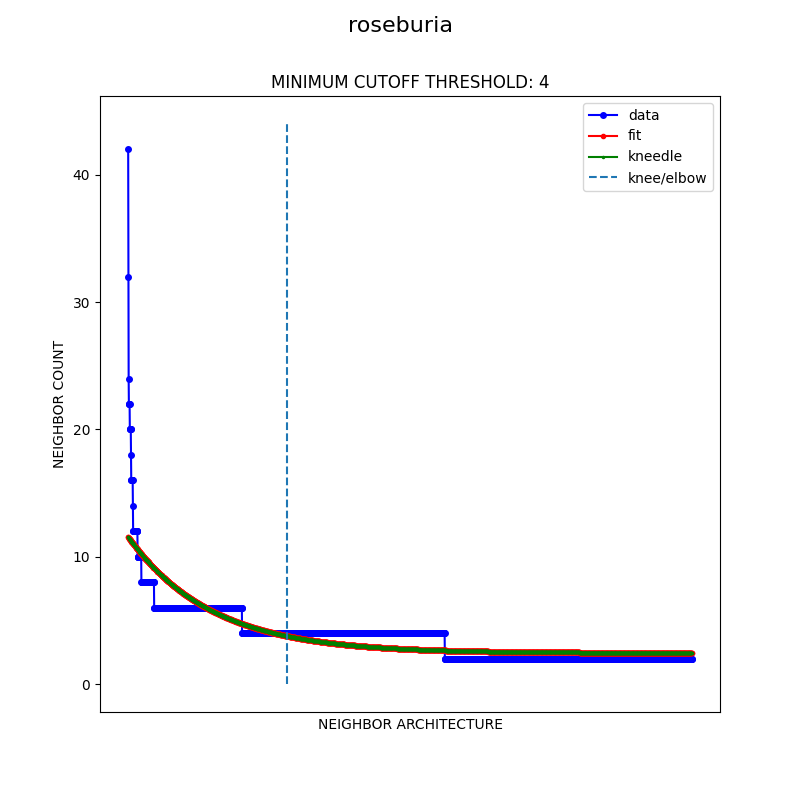 roseburia
MINIMUM CUTOFF THRESHOLD: 4
data
fit
kneedle
knee/elbow
40
30
20
10
0
NEIGHBOR COUNT
NEIGHBOR ARCHITECTURE